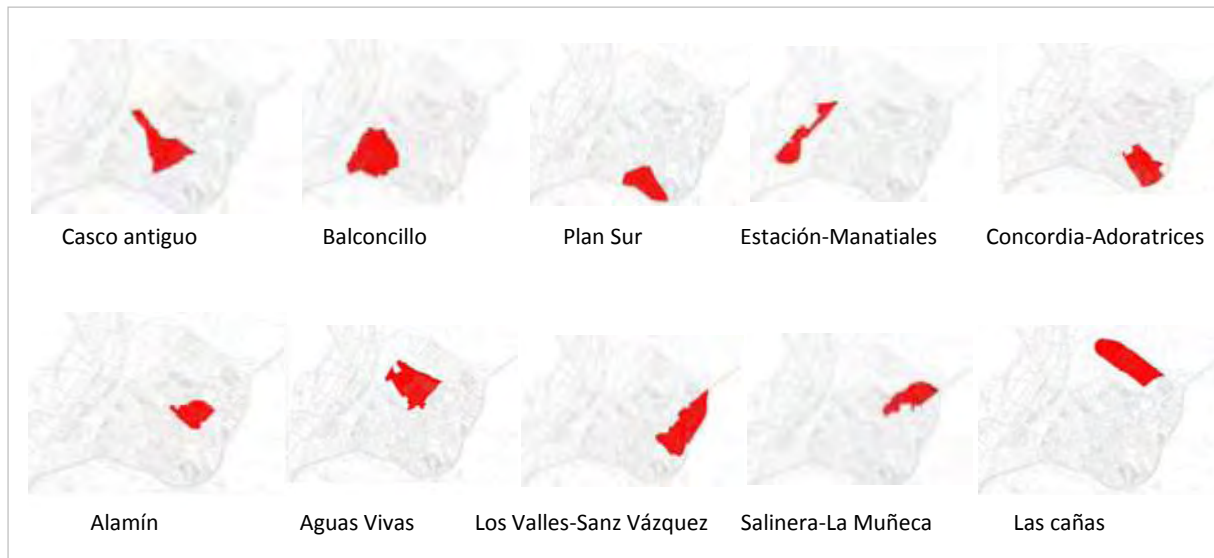 Casco antiguo Balconcillo Plan Sur Estación-Manatiales Concordia-Adoratrices
Alamín Aguas Vivas Los Valles-Sanz Vázquez Salinera-La Muñeca Las cañas